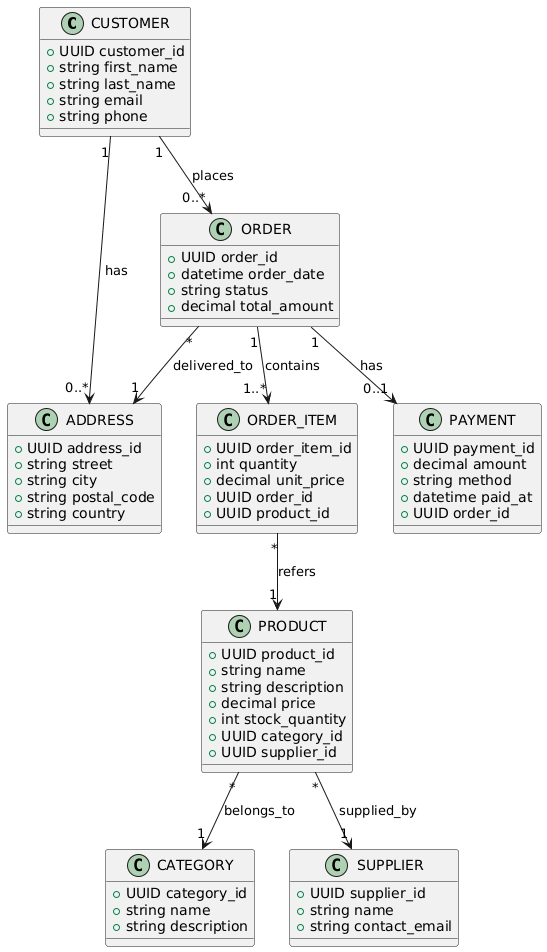 C CUSTOMER
UUID customer_id
string first_name
string last_name
string email
string phone
1
1
places
0..*
C ORDER
UUID order_id
datetime order_date
string status
decimal total_amount
has
*
1
1
delivered_to
contains
has
0..*
1
1..*
0..1
C ADDRESS
UUID address_id
string street
string city
string postal_code
string country
C ORDER_ITEM
UUID order_item_id
int quantity
decimal unit_price
UUID order_id
UUID product_id
C PAYMENT
UUID payment_id
decimal amount
string method
datetime paid_at
UUID order_id
*
refers
1
C PRODUCT
UUID product_id
string name
string description
decimal price
int stock_quantity
UUID category_id
UUID supplier_id
*
*
belongs_to
supplied_by
1
1
C CATEGORY
UUID category_id
string name
string description
C SUPPLIER
UUID supplier_id
string name
string contact_email